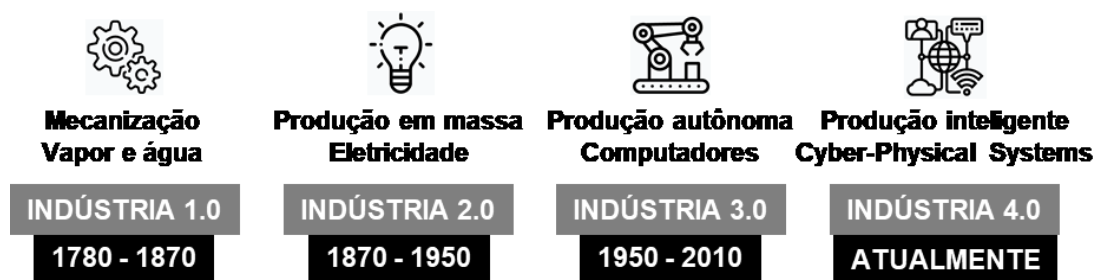 Mecanização
Vapor e água
INDÚSTRIA 1.0
1780 - 1870
Produção em massa
Eletricidade
INDÚSTRIA 2.0
1870 - 1950
Produção autônoma
Computadores
INDÚSTRIA 3.0
1950 - 2010
Produção inteligente
Cyber-Physical Systems
INDÚSTRIA 4.0
ATUALMENTE